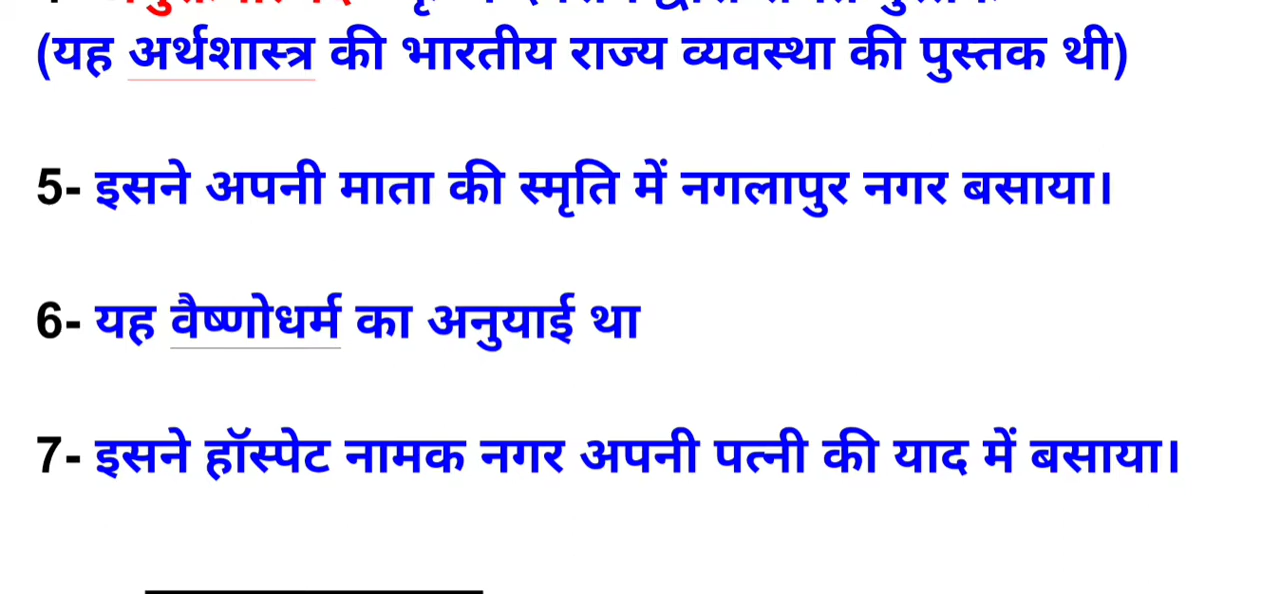 (यह अर्थशास्त्र की भारतीय राज्य व्यवस्था की पुस्तक थी)
5- इसने अपनी माता की स्मृति में नगलापुर नगर बसाया।
6- यह वैष्णोधर्म का अनुयाई था
7- इसने हॉस्पेट नामक नगर अपनी पत्नी की याद में बसाया।